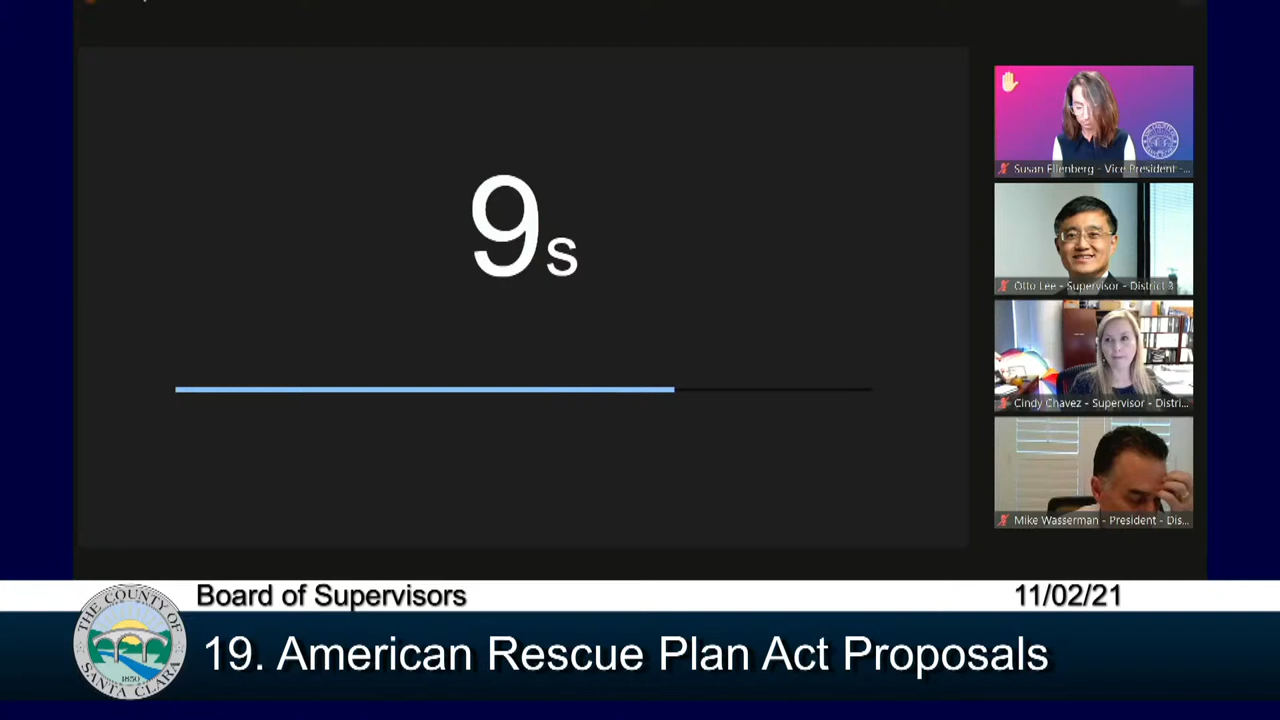 9s
Susan Ellenberg - Vice President -...
Otto Lee - Supervisor - District 3
Cindy Chavez - Supervisor - Distri...
Mike Wasserman - President - Dis...
Board of Supervisors
11/02/21
THE COUNTY OF
SANTA CLARA
1850
19. American Rescue Plan Act Proposals